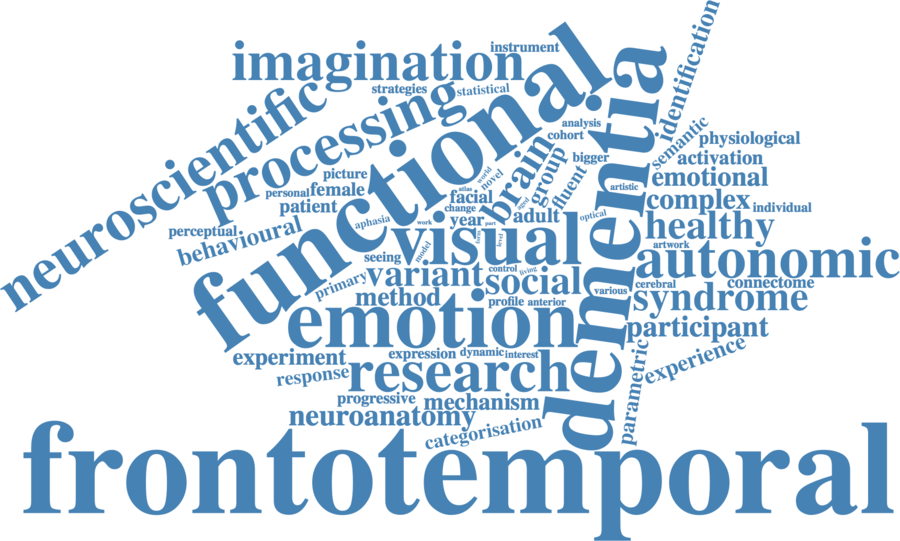 imagination
instrument
identification
strategies
statistical
functional
dementia
neuroscientific
processing
analysis
cohort
semantic
physiological
brain
group
bigger
activation
world
novel
fluent
emotional
picture
personal
female
atlas
facial
artistic
patient
change
aged
complex
individual
year
part
adult
optical
aphasia
work
healthy
perceptual
behavioural
visual
form
level
artwork
seeing
model
autonomic
primary
variant
control
living
social
cerebral
connectome
method
profile
anterior
various
syndrome
emotion
participant
experiment
expression
dynamic
interest
experience
response
research
parametric
progressive
mechanism
neuroanatomy
categorisation
frontotemporal